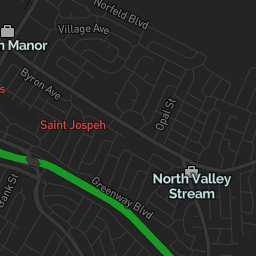 Norfeld Blvd
Village Ave
Manor
Byron Ave
Opal St
Saint Jospeh
North Valley
Stream
Greenway Blvd
Bank St